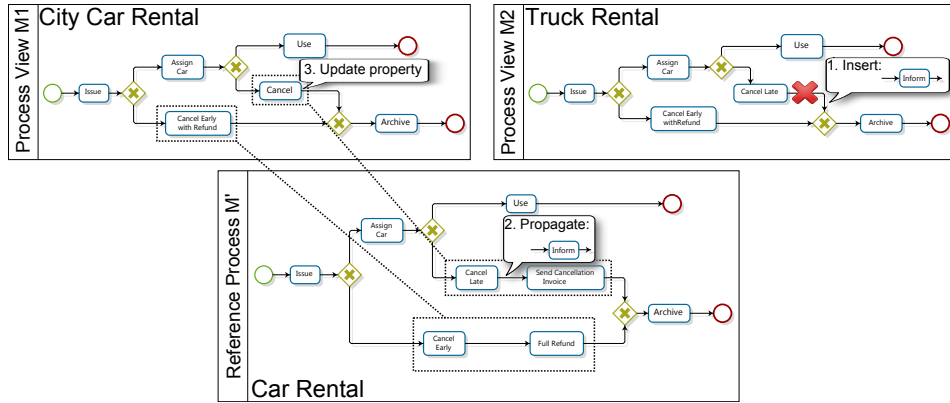 Process View M1
City Car Rental
Issue
Assign
Car
Use
3. Update property
Cancel
Cancel Early
with Refund
Archive
Process View M2
Truck Rental
Issue
Assign
Car
Use
1. Insert:
Inform
Cancel Late
Cancel Early
withRefund
Archive
Reference Process M'
Issue
Assign
Car
Use
2. Propagate:
Inform
Cancel
Late
Send Cancellation
Invoice
Archive
Cancel
Early
Full Refund
Car Rental